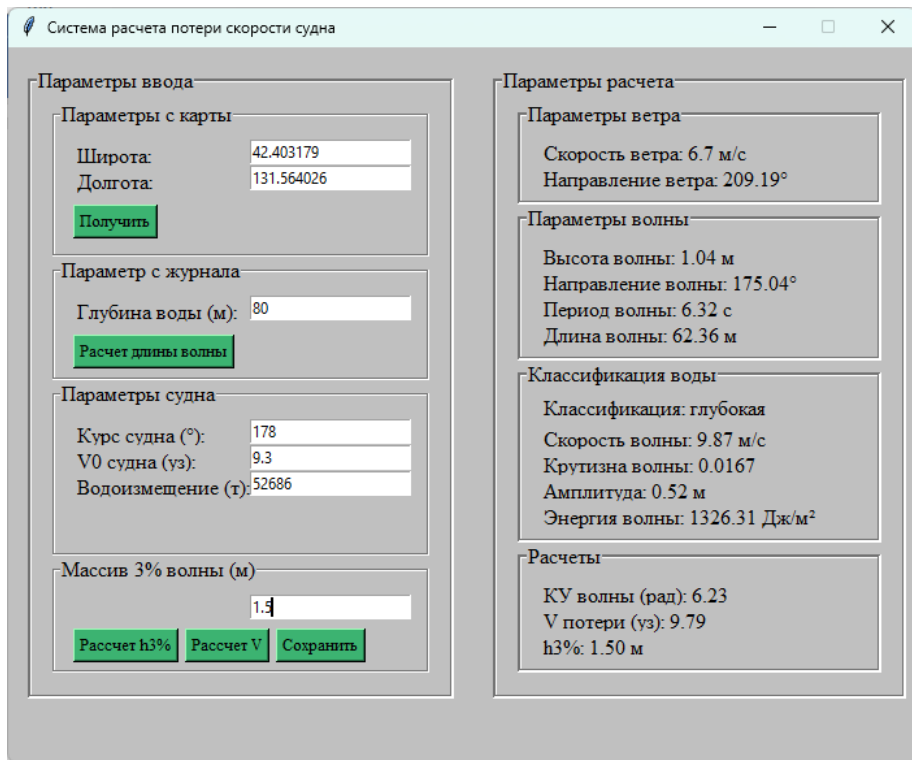 Система расчета потери скорости судна
Параметры ввода
Параметры с карты
Широта: 42.403179
Долгота: 131.564026
Получить
Параметр с журнала
Глубина воды (м): 80
Расчет длины волны
Параметры судна
Курс судна (°): 178
V0 судна (уз): 9.3
Водоизмещение (т): 52686
Массив 3% волны (м)
1.5
Рассчет h3% Рассчет V Сохранить
Параметры расчета
Параметры ветра
Скорость ветра: 6.7 м/с
Направление ветра: 209.19°
Параметры волны
Высота волны: 1.04 м
Направление волны: 175.04°
Период волны: 6.32 с
Длина волны: 62.36 м
Классификация воды
Классификация: глубокая
Скорость волны: 9.87 м/с
Крутизна волны: 0.0167
Амплитуда: 0.52 м
Энергия волны: 1326.31 Дж/м²
Расчеты
КУ волны (рад): 6.23
V потери (уз): 9.79
h3%: 1.50 м